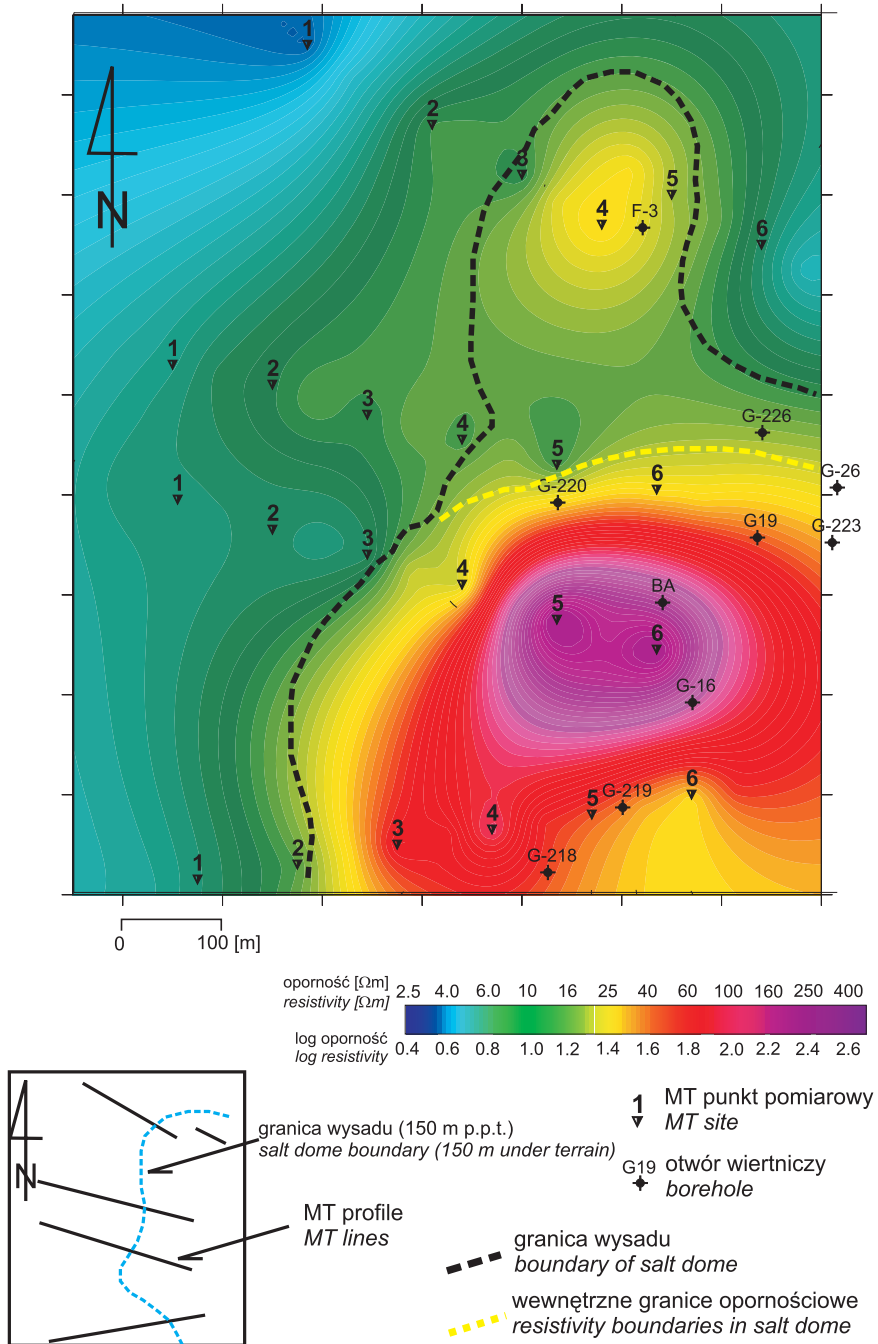 1
2
3
5
4
F-3
6
N
1
2
3
4
G-226
5
6
G-26
1
G-220
2
G19
G-223
3
4
BA
5
6
G-16
6
5
G-219
4
3
2
G-218
1
0 100 [m]
oporność [Ωm] 2.5 4.0 6.0 10 16 25 40 60 100 160 250 400
resistivity [Ωm]
log oporność
log resistivity 0.4 0.6 0.8 1.0 1.2 1.4 1.6 1.8 2.0 2.2 2.4 2.6
N
granica wysadu (150 m p.p.t.)
salt dome boundary (150 m under terrain)
MT profile
MT lines
1 MT punkt pomiarowy
MT site
G19 otwór wiertniczy
borehole
granica wysadu
boundary of salt dome
wewnętrzne granice opornościowe
resistivity boundaries in salt dome